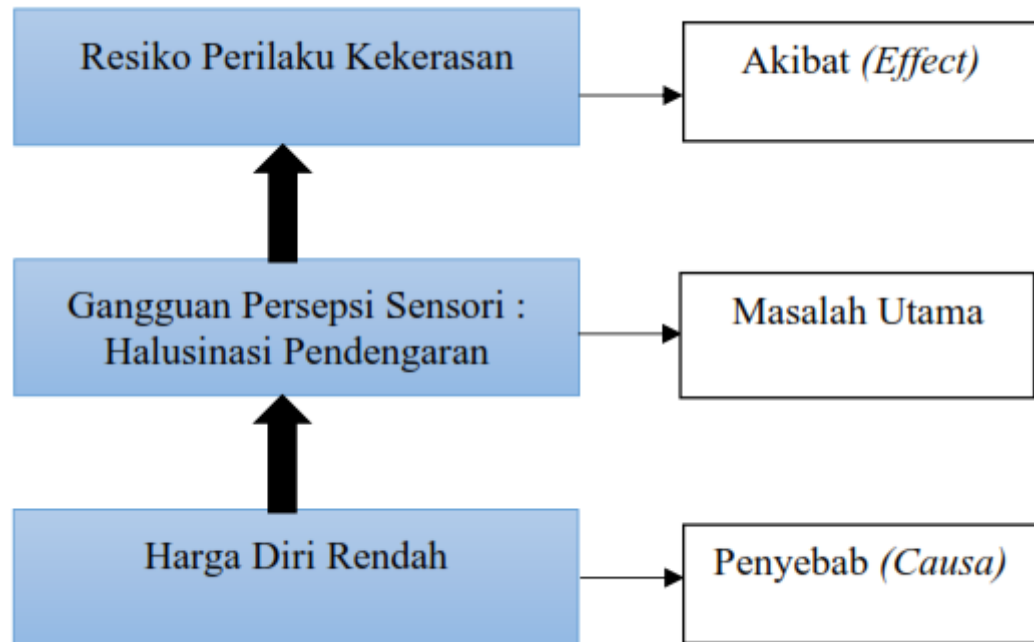 Resiko Perilaku Kekerasan
Akibat (Effect)
Gangguan Persepsi Sensori :
Halusinasi Pendengaran
Masalah Utama
Harga Diri Rendah
Penyebab (Causa)